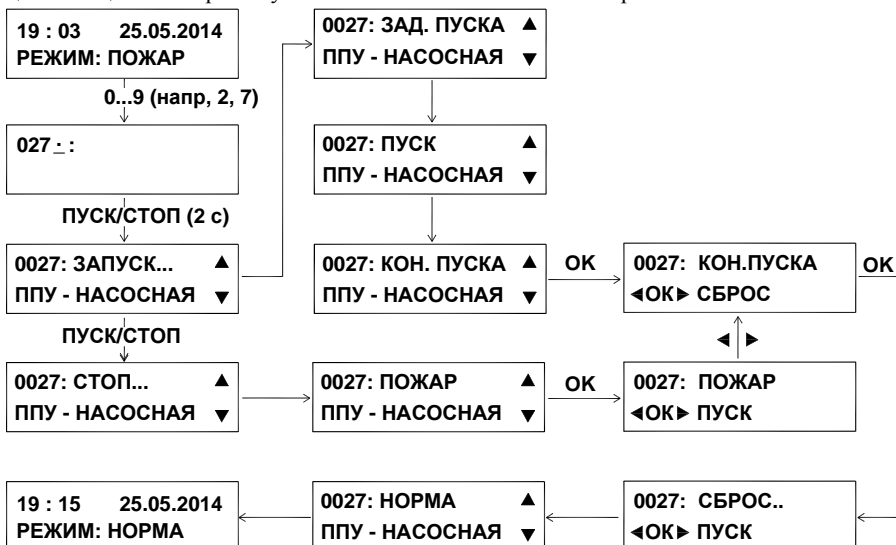 19 : 03 25.05.2014
РЕЖИМ: ПОЖАР
0...9 (напр, 2, 7)
027 · :
ПУСК/СТОП (2 с)
0027: ЗАПУСК... ▲
ППУ - НАСОСНАЯ ▼
ПУСК/СТОП
0027: СТОП... ▲
ППУ - НАСОСНАЯ ▼
0027: ЗАД. ПУСКА ▲
ППУ - НАСОСНАЯ ▼
0027: ПУСК ▲
ППУ - НАСОСНАЯ ▼
0027: КОН. ПУСКА ▲
ППУ - НАСОСНАЯ ▼
OK
0027: КОН.ПУСКА
◄ОК► СБРОС
OK
◄ ►
0027: ПОЖАР ▲
ППУ - НАСОСНАЯ ▼
OK
0027: ПОЖАР
◄ОК► ПУСК
0027: СБРОС..
◄ОК► ПУСК
0027: НОРМА ▲
ППУ - НАСОСНАЯ ▼
19 : 15 25.05.2014
РЕЖИМ: НОРМА